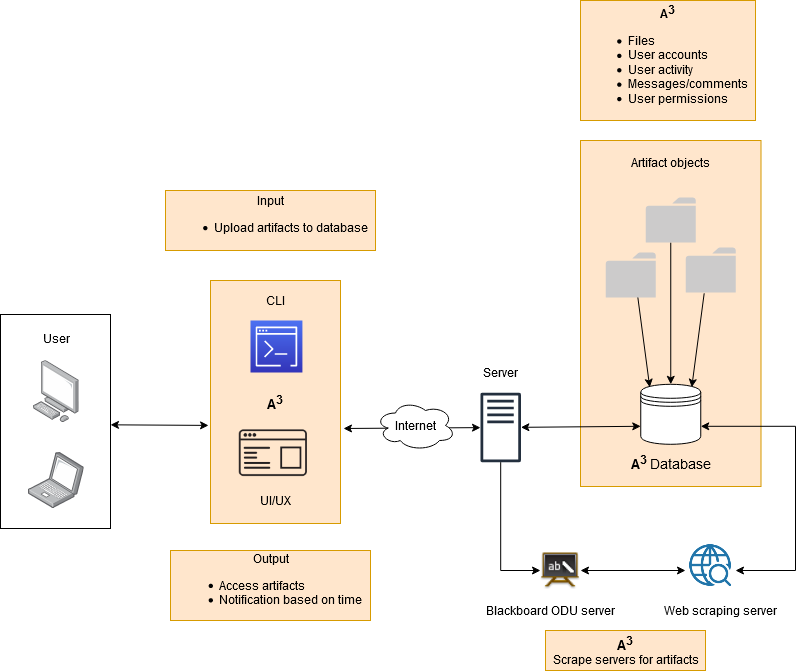 A³
• Files
• User accounts
• User activity
• Messages/comments
• User permissions
Artifact objects
Input
• Upload artifacts to database
CLI
A³
UI/UX
User
Internet
Server
A³ Database
Output
• Access artifacts
• Notification based on time
ab
Blackboard ODU server
Web scraping server
A³
Scrape servers for artifacts